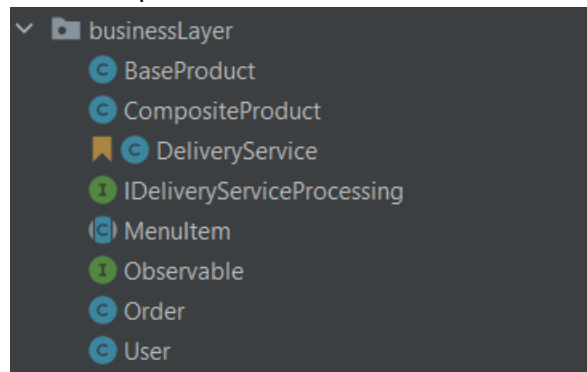 businessLayer
C BaseProduct
C CompositeProduct
C DeliveryService
I IDeliveryServiceProcessing
C MenuItem
I Observable
C Order
C User